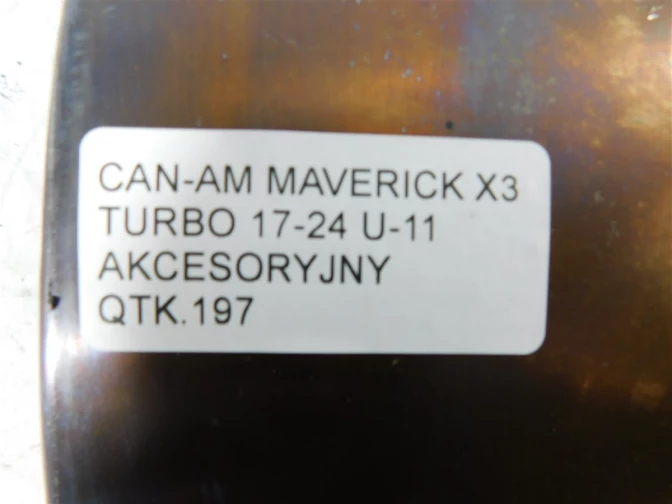 CAN-AM MAVERICK X3
TURBO 17-24 U-11
AKCESORYJNY
QTK.197